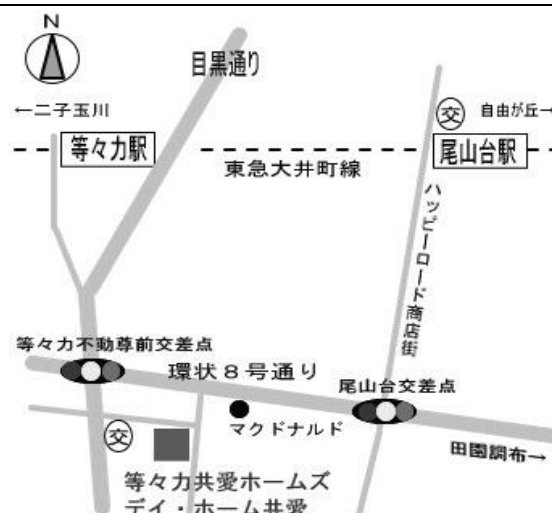 N
目黒通り
←二子玉川
交
自由が丘→
等々力駅
尾山台駅
東急大井町線
ハッピーロード商店街
等々力不動尊前交差点
環状8号通り
尾山台交差点
マクドナルド
交
田園調布→
等々力共愛ホームズ
デイ・ホーム共愛